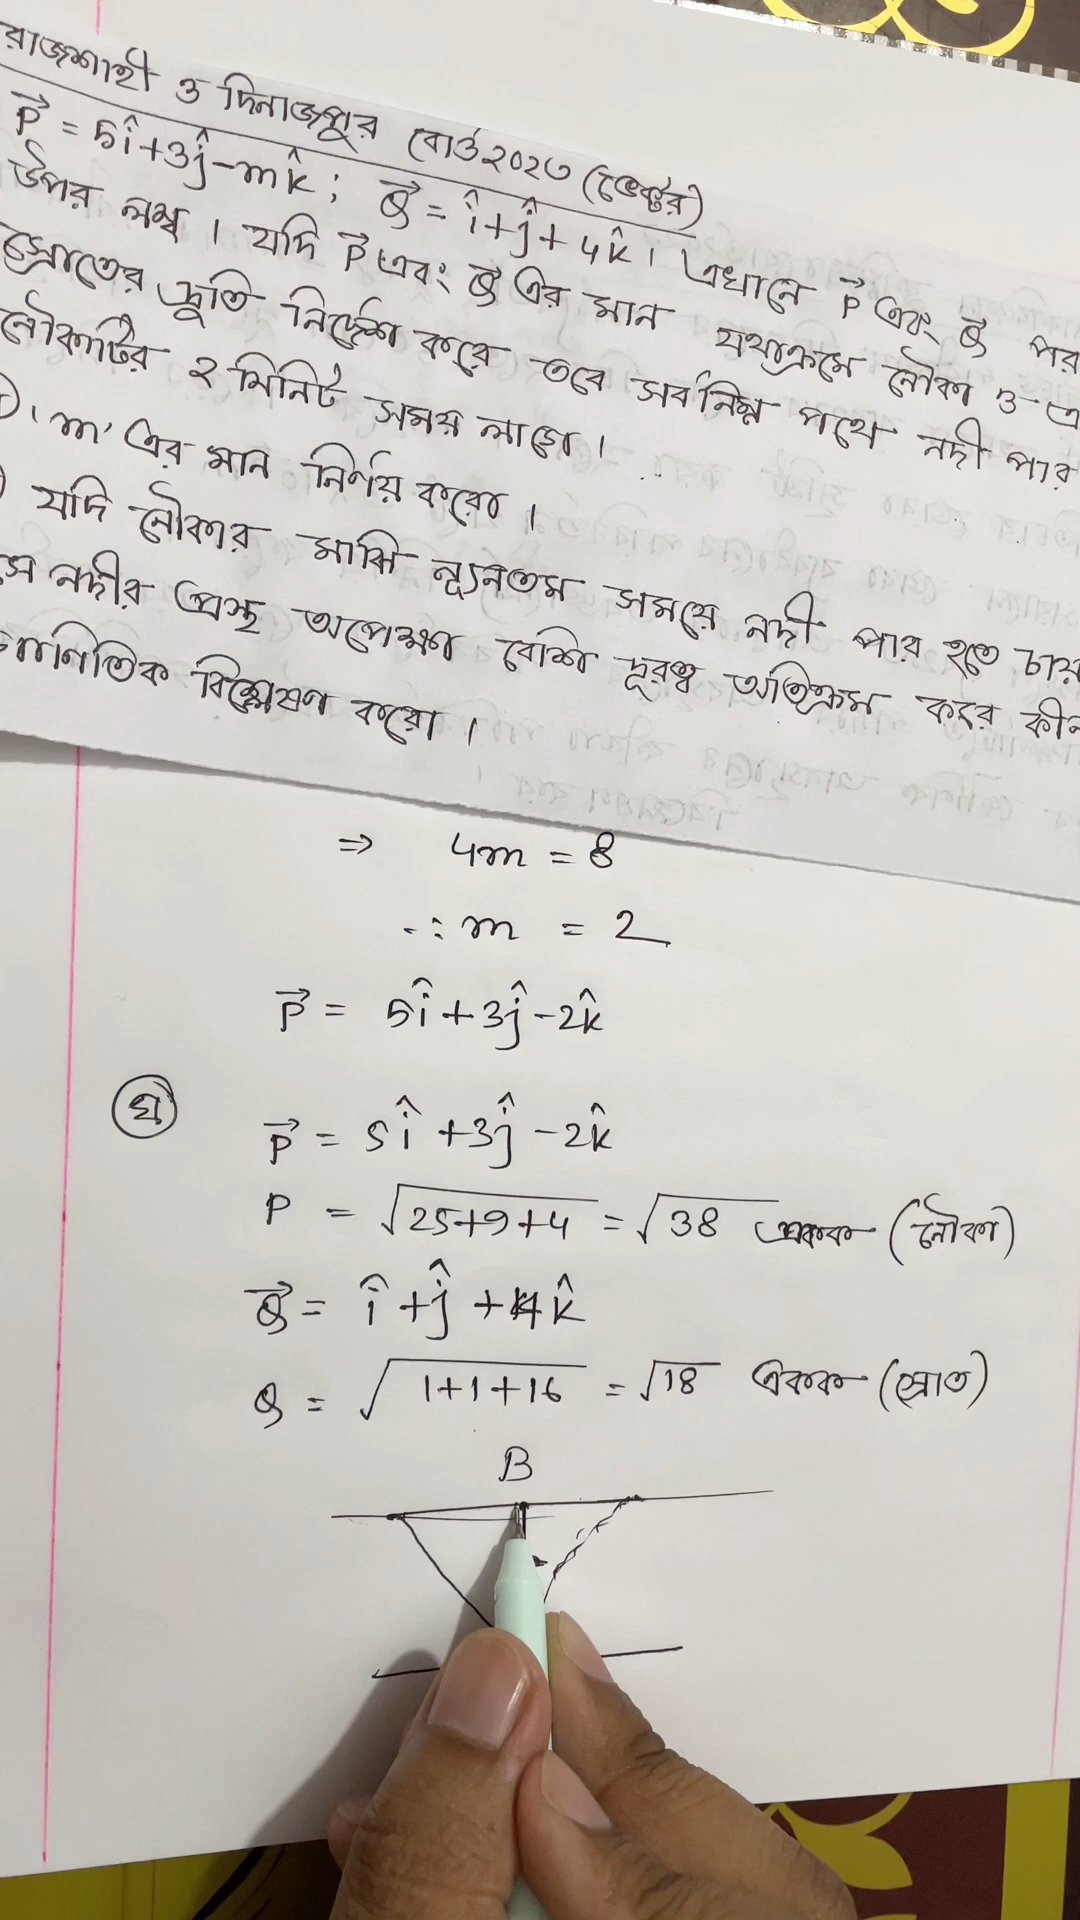 রাজশাহী ও দিনাজপুর বোর্ড ২০২৩ (ভেক্টর)
P⃗ = 5î+3ĵ-mk̂; Q⃗ = î+ĵ+4k̂। এখানে P⃗ এবং Q⃗ পর
উপর লম্ব। যদি P⃗ এবং Q⃗ এর মান যথাক্রমে নৌকা ও
স্রোতের দ্রুতি নির্দেশ করে তবে সর্বনিম্ন পথে নদী পার
নৌকাটির ২ মিনিট সময় লাগে।
'm' এর মান নির্ণয় করো।
যদি নৌকার মাঝি ন্যূনতম সময়ে নদী পার হতে চায়
নদীর প্রস্থ অপেক্ষা বেশি দূরত্ব অতিক্রম করবে কীনা
গাণিতিক বিশ্লেষণ করো।
⇒ 4m = 8
∴ m = 2
P⃗ = 5î+3ĵ-2k̂
ঘ
P⃗ = 5î+3ĵ-2k̂
P = √25+9+4 = √38 একক (নৌকা)
Q⃗ = î+ĵ+4k̂
Q = √1+1+16 = √18 একক (স্রোত)
B